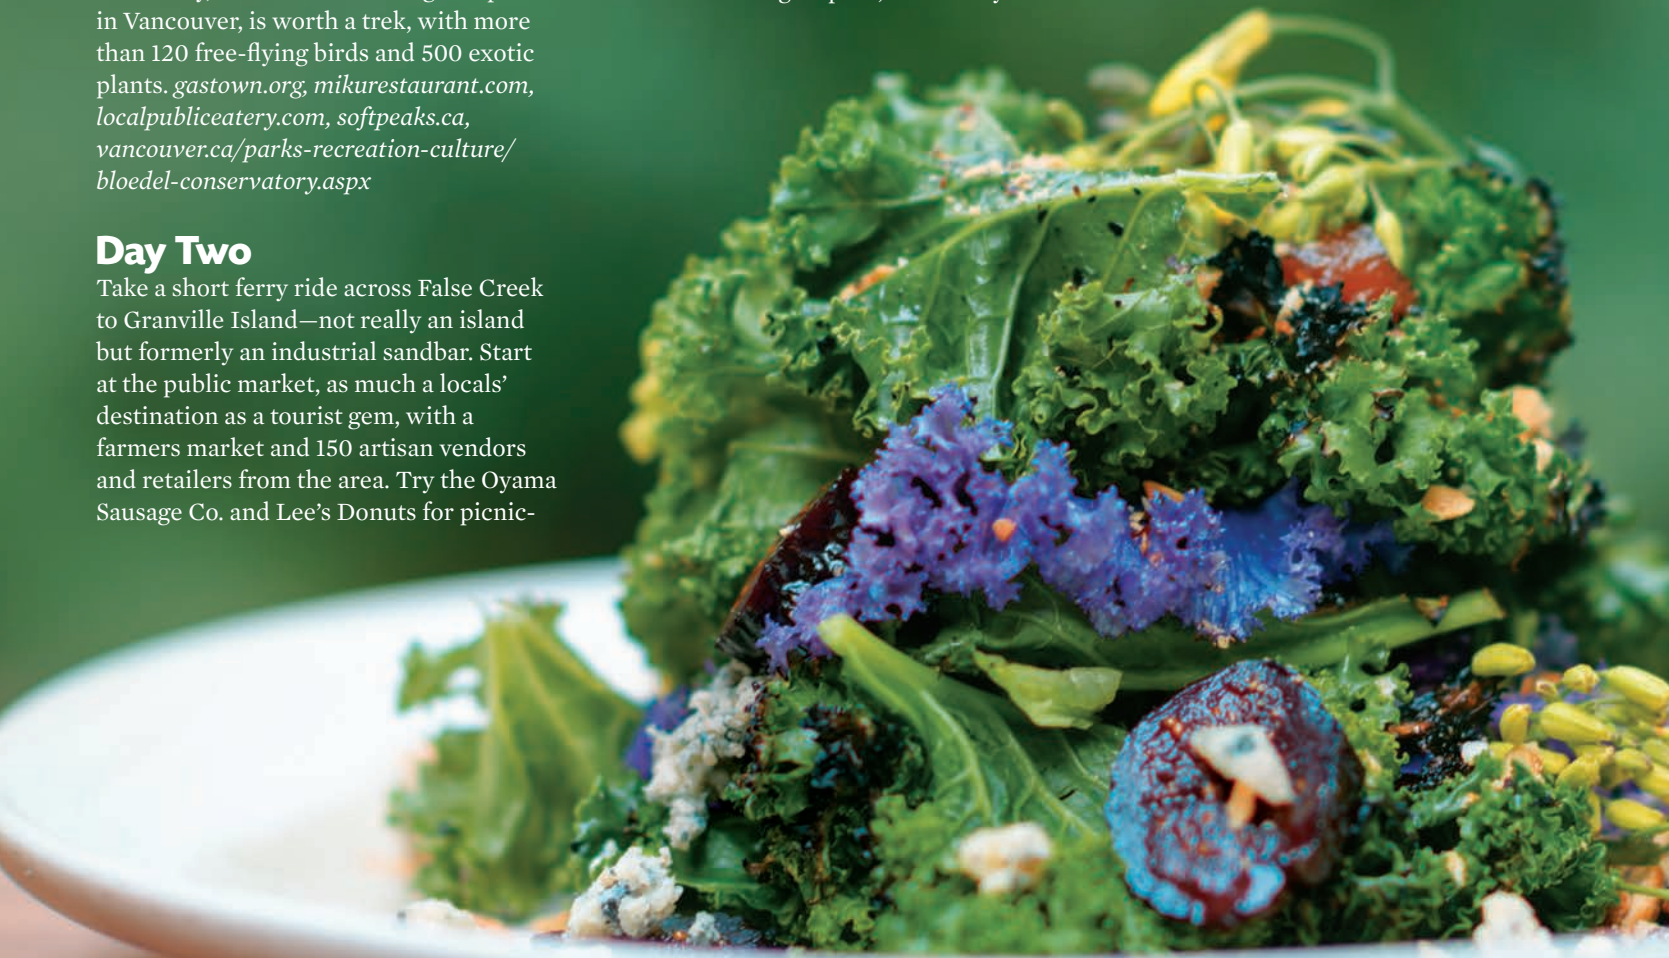 in Vancouver, is worth a trek, with more
than 120 free-flying birds and 500 exotic
plants. gastown.org, mikurestaurant.com,
localpubliceatery.com, softpeaks.ca,
vancouver.ca/parks-recreation-culture/
bloedel-conservatory.aspx
Day Two
Take a short ferry ride across False Creek
to Granville Island—not really an island
but formerly an industrial sandbar. Start
at the public market, as much a locals’
destination as a tourist gem, with a
farmers market and 150 artisan vendors
and retailers from the area. Try the Oyama
Sausage Co. and Lee’s Donuts for picnic-